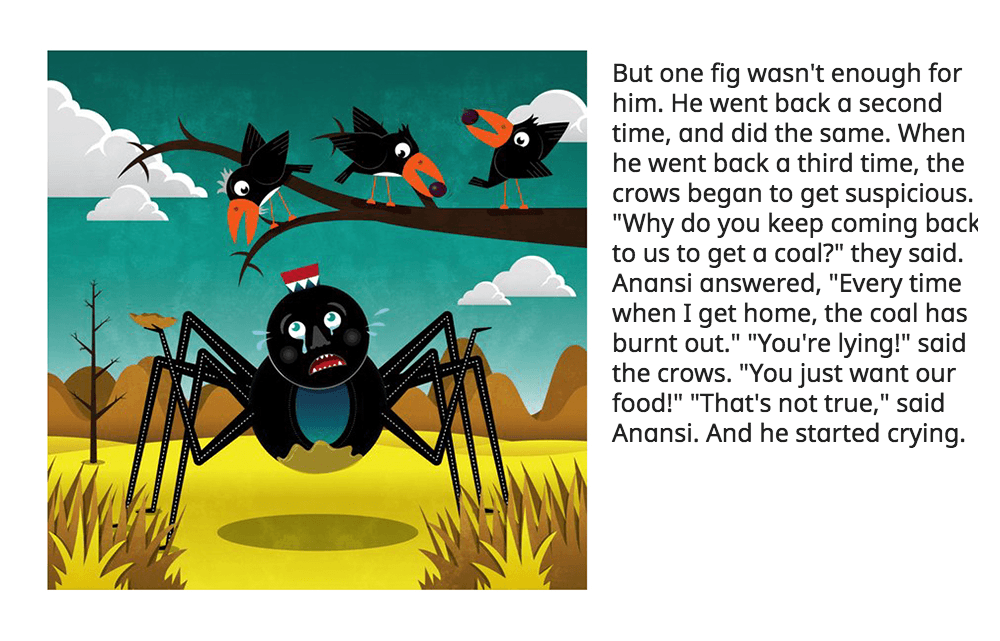 But one fig wasn't enough for
him. He went back a second
time, and did the same. When
he went back a third time, the
crows began to get suspicious.
"Why do you keep coming back
to us to get a coal?" they said.
Anansi answered, "Every time
when I get home, the coal has
burnt out." "You're lying!" said
the crows. "You just want our
food!" "That's not true," said
Anansi. And he started crying.